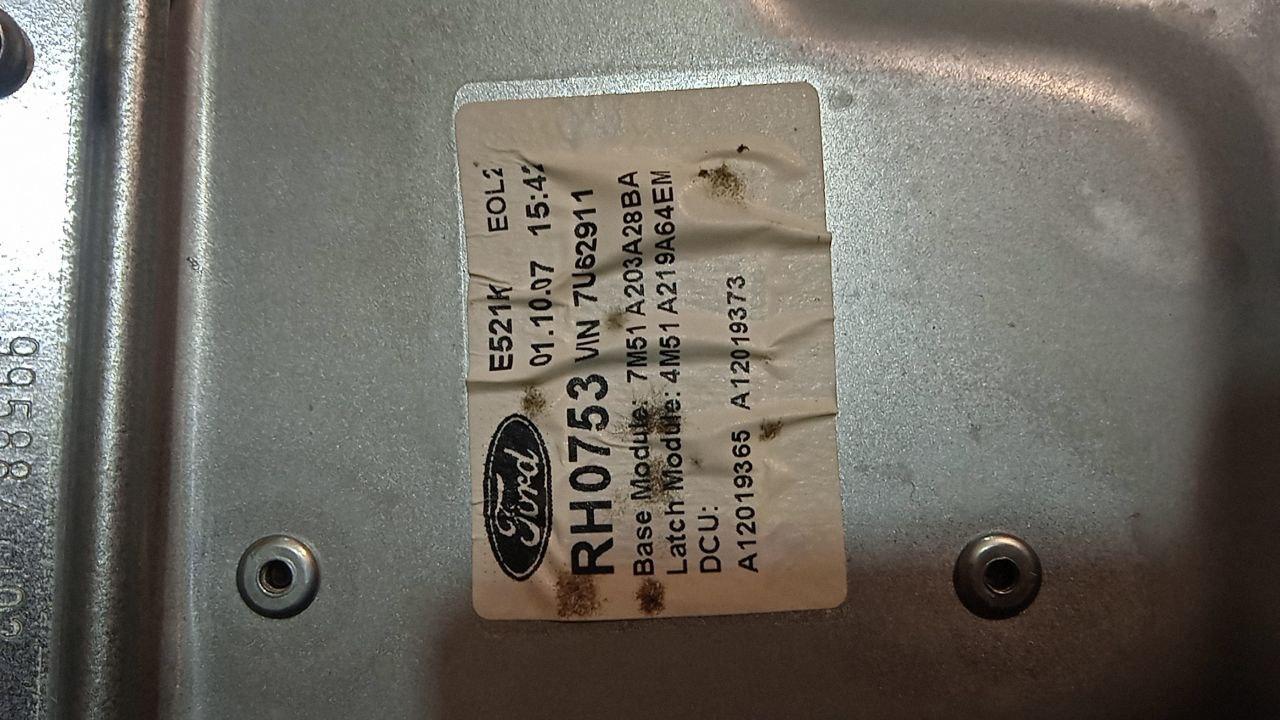 E521K EOL2
01.10.07 15:42
Ford
RH0753 VIN 7U62911
Base Module: 7M51 A203A28BA
Latch Module: 4M51 A219A64EM
DCU:
A12019365 A12019373